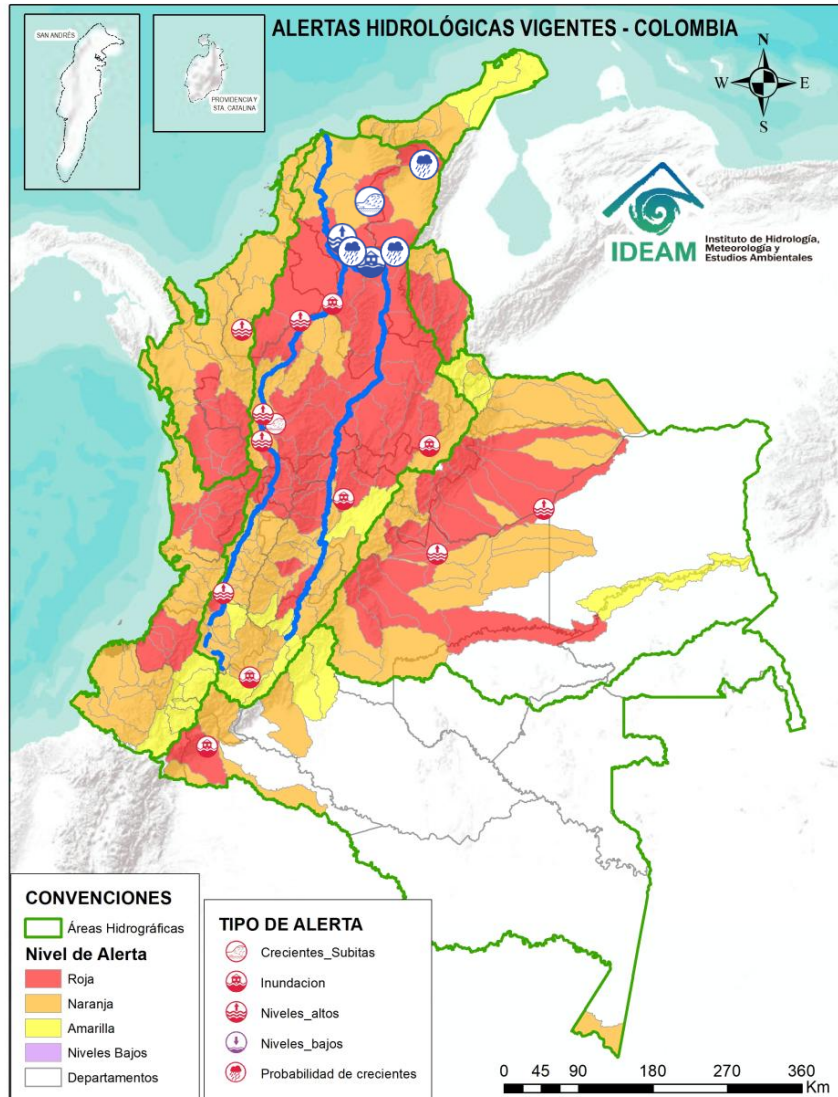 ALERTAS HIDROLÓGICAS VIGENTES - COLOMBIA
SAN ANDRÉS
PROVIDENCIA Y
STA. CATALINA
N
W
E
S
IDEAM
Instituto de Hidrología,
Meteorología y
Estudios Ambientales
CONVENCIONES
Áreas Hidrográficas
Nivel de Alerta
Roja
Naranja
Amarilla
Niveles Bajos
Departamentos
TIPO DE ALERTA
Crecientes_Subitas
Inundacion
Niveles_altos
Niveles_bajos
Probabilidad de crecientes
0 45 90 180 270 360
Km